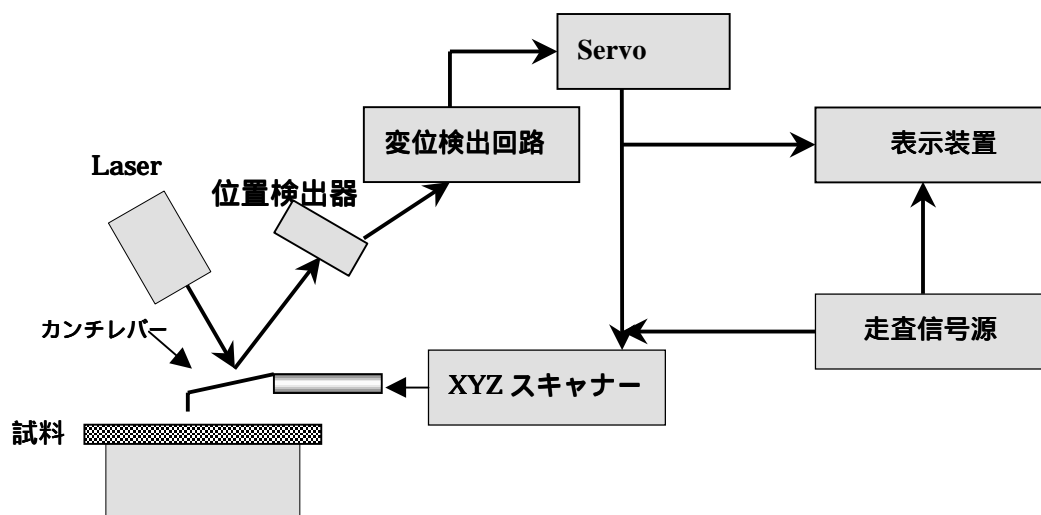 Servo
変位検出回路
表示装置
Laser
位置検出器
カンチレバー
走査信号源
XYZ スキャナー
試料